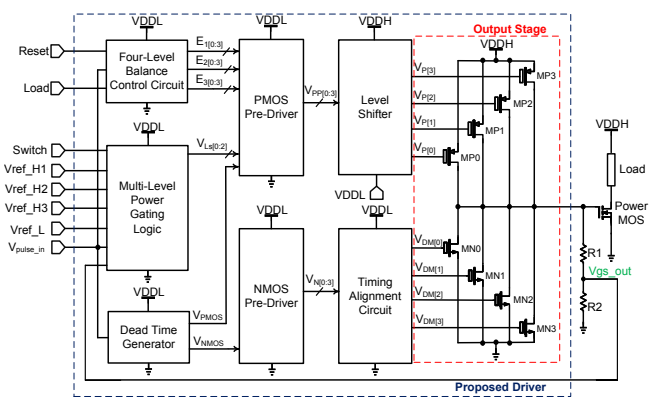 VDDL
VDDL
VDDH
Output Stage
VDDH
Reset
Load
Four-Level
Balance
Control Circuit
E1[0:3]
E2[0:3]
E3[0:3]
PMOS
Pre-Driver
VPP[0:3]
Level
Shifter
VP[3]
VP[2]
VP[1]
VP[0]
MP3
MP2
MP1
MP0
VDDL
VDDH
Load
Power
MOS
Switch
Vref_H1
Vref_H2
Vref_H3
Vref_L
Vpulse_in
VDDL
Multi-Level
Power
Gating
Logic
VLs[0:2]
VDDL
VDDL
NMOS
Pre-Driver
VN[0:3]
Timing
Alignment
Circuit
VDM[0]
VDM[1]
VDM[2]
VDM[3]
MN0
MN1
MN2
MN3
R1
Vgs_out
R2
VDDL
Dead Time
Generator
VPMOS
VNMOS
Proposed Driver